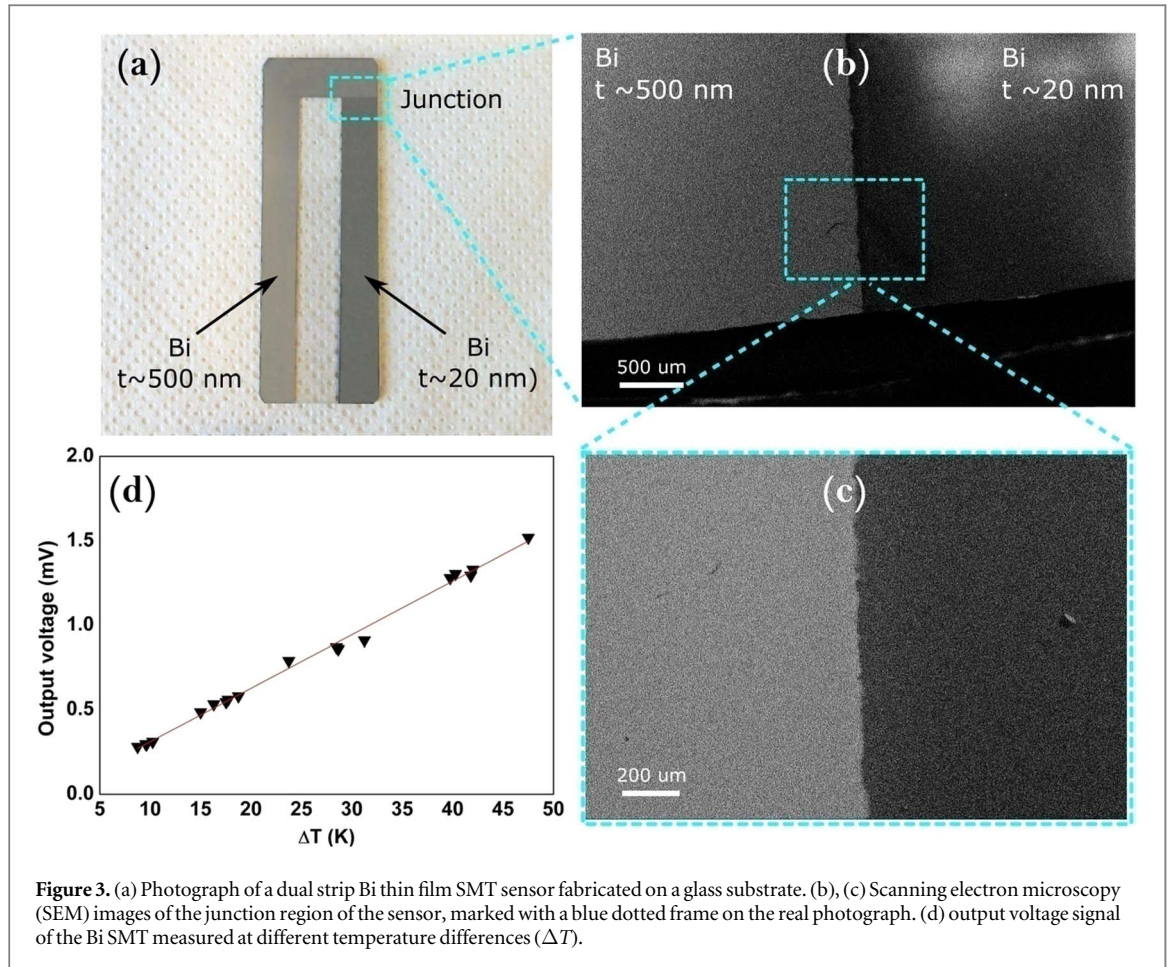 (a)
Junction
Bi
t~500 nm
Bi
t~20 nm)
Bi
t ~500 nm
(b)
Bi
t ~20 nm
500 um
(c)
200 um
(d)
Output voltage (mV)
2.0
1.5
1.0
0.5
0.0
5 10 15 20 25 30 35 40 45 50
ΔT (K)
Figure 3. (a) Photograph of a dual strip Bi thin film SMT sensor fabricated on a glass substrate. (b), (c) Scanning electron microscopy
(SEM) images of the junction region of the sensor, marked with a blue dotted frame on the real photograph. (d) output voltage signal
of the Bi SMT measured at different temperature differences (ΔT).